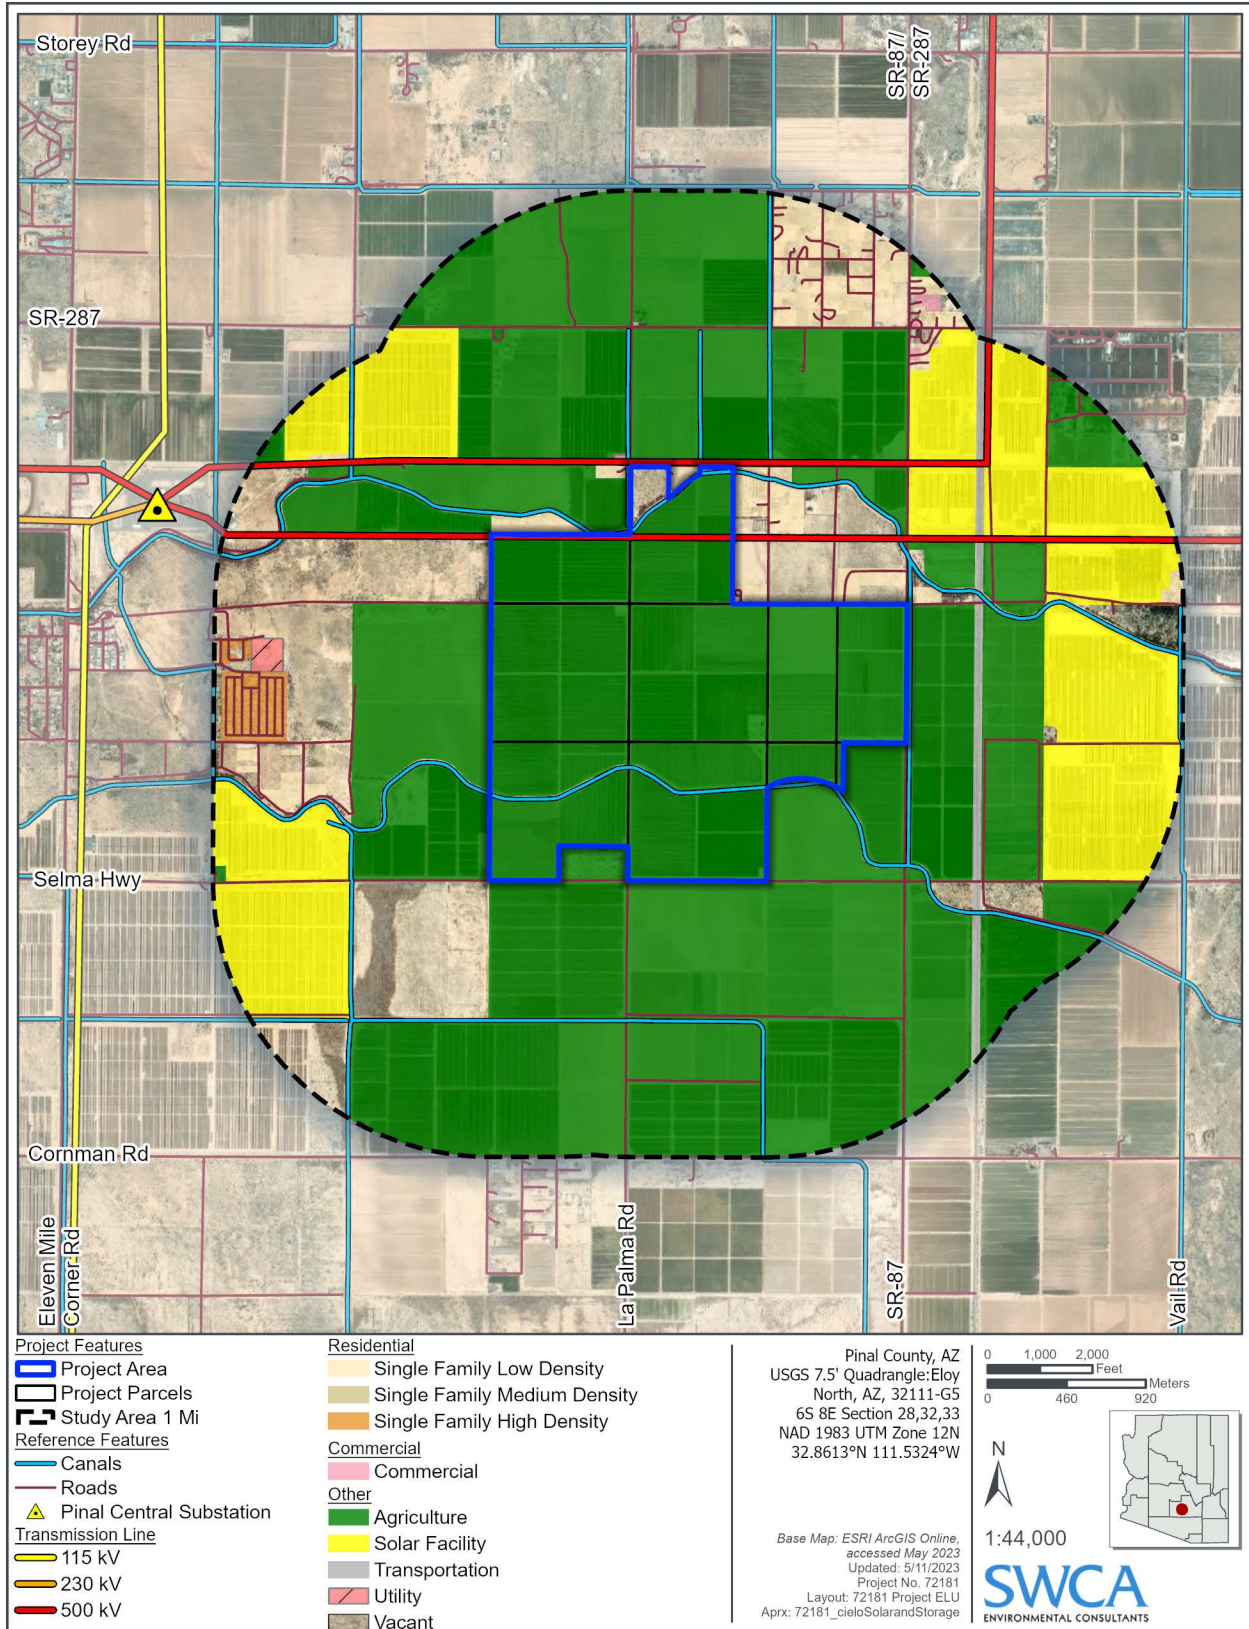 Storey Rd
SR-87/
SR-287
SR-287
Selma Hwy
Cornman Rd
Eleven Mile
Corner Rd
La Palma Rd
SR-87
Vail Rd
Project Features
Project Area
Project Parcels
Study Area 1 Mi
Reference Features
Canals
Roads
Pinal Central Substation
Transmission Line
115 kV
230 kV
500 kV
Residential
Single Family Low Density
Single Family Medium Density
Single Family High Density
Commercial
Commercial
Other
Agriculture
Solar Facility
Transportation
Utility
Vacant
Pinal County, AZ
USGS 7.5' Quadrangle:Eloy
North, AZ, 32111-G5
6S 8E Section 28,32,33
NAD 1983 UTM Zone 12N
32.8613°N 111.5324°W
Base Map: ESRI ArcGIS Online,
accessed May 2023
Updated: 5/11/2023
Project No. 72181
Layout: 72181 Project ELU
Aprx: 72181_cieloSolarandStorage
0 1,000 2,000
Feet
Meters
0 460 920
N
1:44,000
SWCA
ENVIRONMENTAL CONSULTANTS